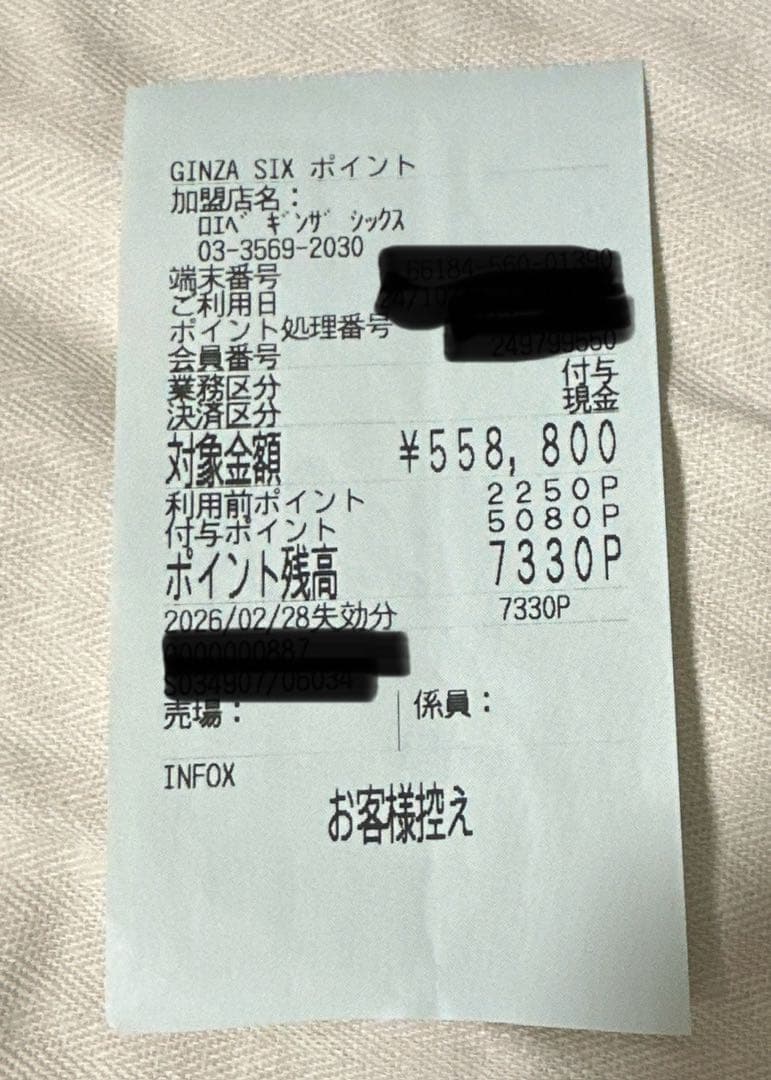 GINZA SIX ポイント
加盟店名：
ロエベ ギンザ シックス
03-3569-2030
端末番号
ご利用日
ポイント処理番号
会員番号
業務区分 付与
決済区分 現金
対象金額 ¥558,800
利用前ポイント 2250P
付与ポイント 5080P
ポイント残高 7330P
2026/02/28失効分 7330P
売場： 係員：
INFOX
お客様控え